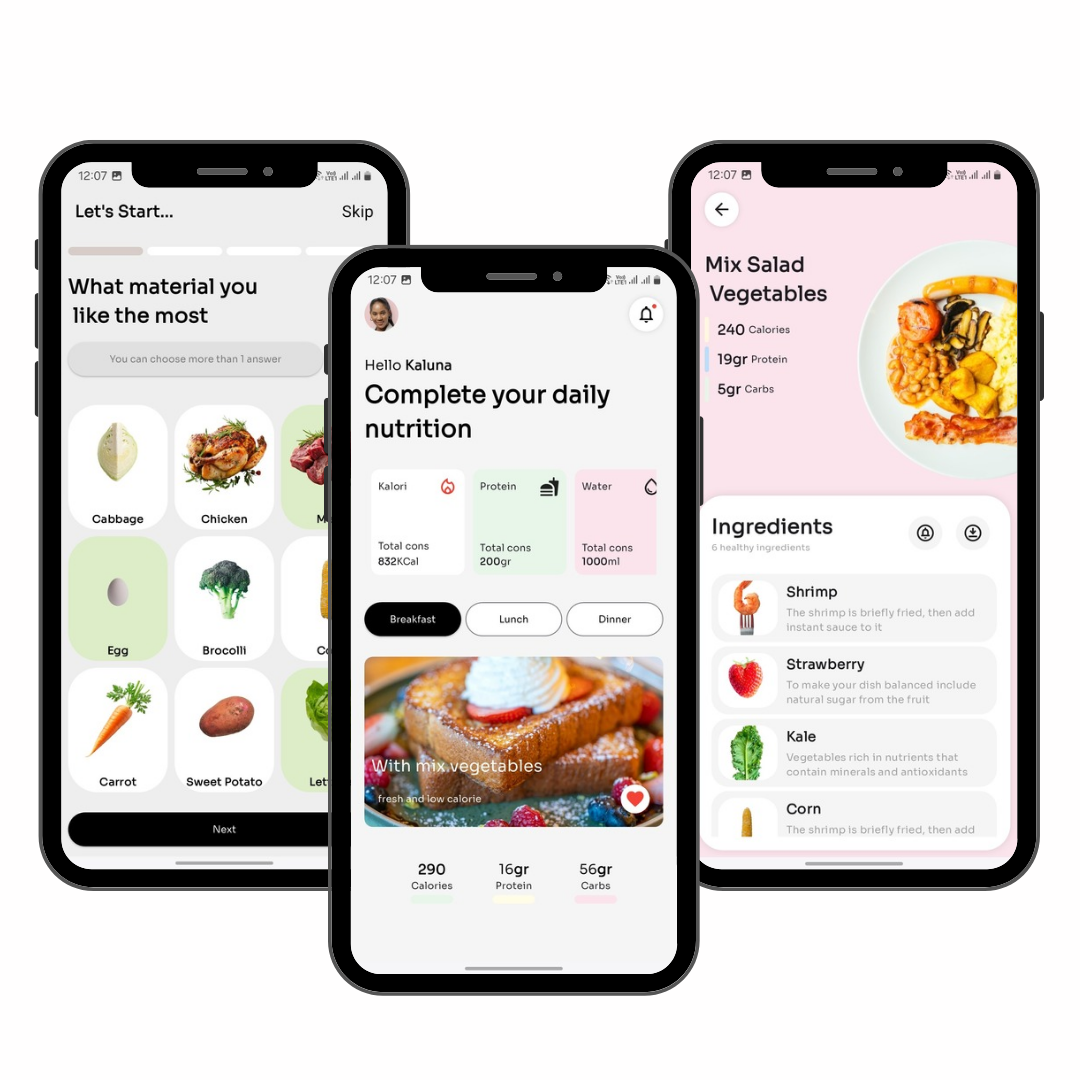 12:07
Let's Start...
Skip
What material you
like the most
You can choose more than 1 answer
Cabbage
Chicken
Egg
Brocolli
Carrot
Sweet Potato
Next
12:07
Hello Kaluna
Complete your daily
nutrition
Kalori
Protein
Water
Total cons
832KCal
Total cons
200gr
Total cons
1000ml
Breakfast
Lunch
Dinner
With mix vegetables
fresh and low calorie
290
Calories
16gr
Protein
56gr
Carbs
12:07
Mix Salad
Vegetables
240 Calories
19gr Protein
5gr Carbs
Ingredients
6 healthy ingredients
Shrimp
The shrimp is briefly fried, then add
instant sauce to it
Strawberry
To make your dish balanced include
natural sugar from the fruit
Kale
Vegetables rich in nutrients that
contain minerals and antioxidants
Corn
The shrimp is briefly fried, then add